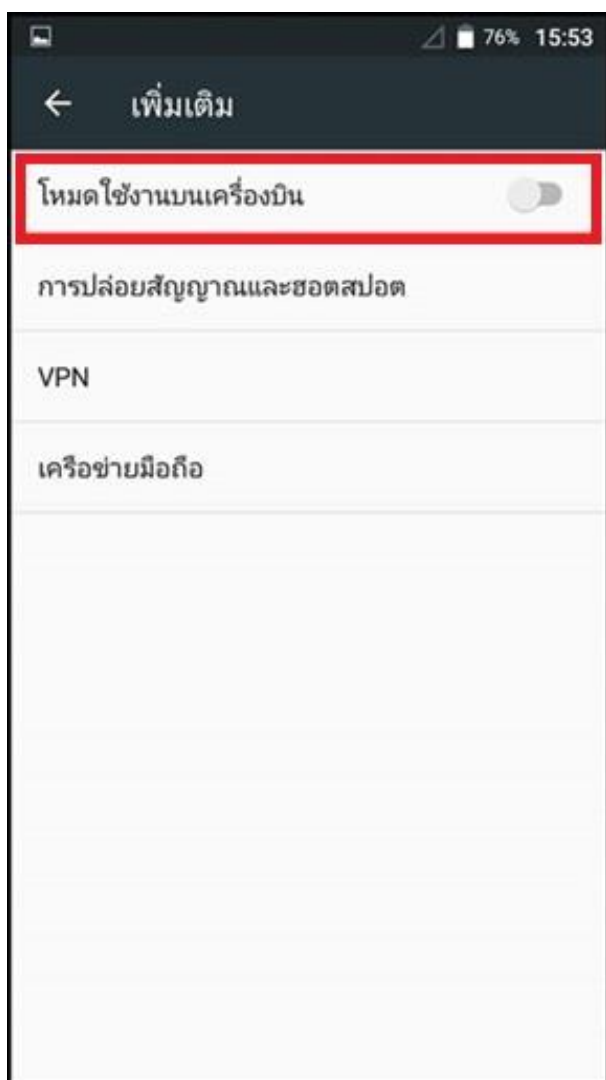 76% 15:53
เพิ่มเติม
โหมดใช้งานบนเครื่องบิน
การปล่อยสัญญาณและฮอตสปอต
VPN
เครือข่ายมือถือ